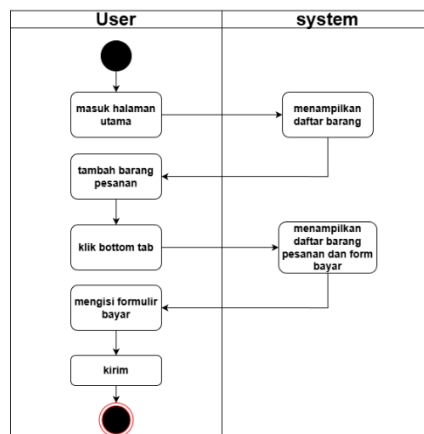 User
system
masuk halaman
utama
menampilkan
daftar barang
tambah barang
pesanan
klik bottom tab
menampilkan
daftar barang
pesanan dan form
bayar
mengisi formulir
bayar
kirim